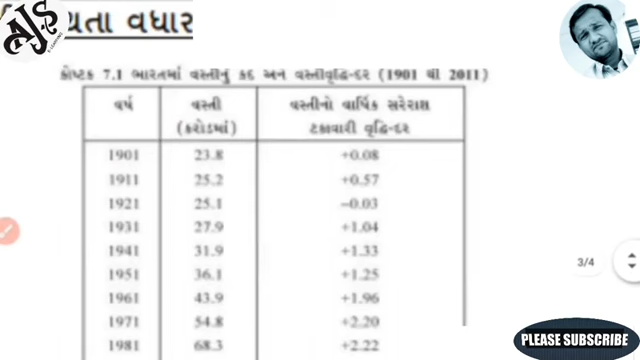 AJS
યતા વધાર
કોષ્ટક 7.1 ભારતમાં વસ્તીનું કદ અને વસ્તીવૃદ્ધિ-દર (1901 થી 2011)
વર્ષ વસ્તી (કરોડમાં) વસ્તીનો વાર્ષિક સરેરાશ ટકાવારી વૃદ્ધિ-દર
1901 23.8 +0.08
1911 25.2 +0.57
1921 25.1 –0.03
1931 27.9 +1.04
1941 31.9 +1.33
1951 36.1 +1.25
1961 43.9 +1.96
1971 54.8 +2.20
1981 68.3 +2.22
3/4
PLEASE SUBSCRIBE